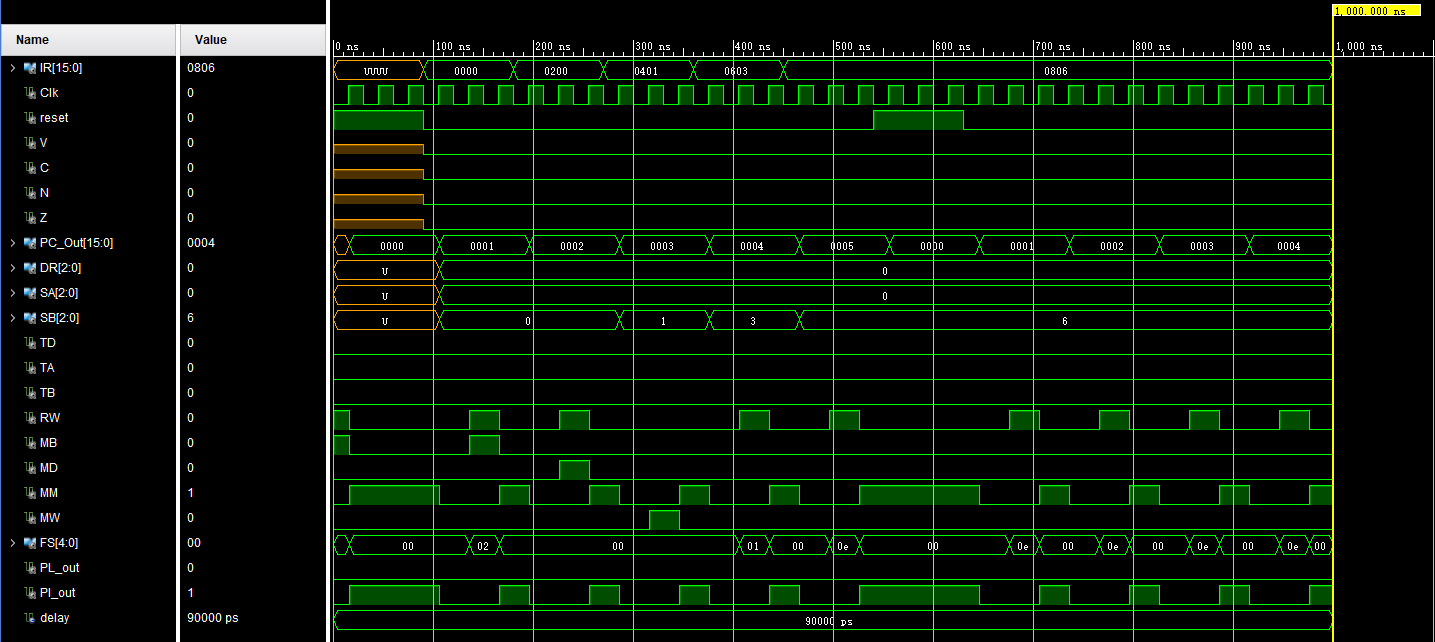 1,000.000 ns
Name Value
0 ns 100 ns 200 ns 300 ns 400 ns 500 ns 600 ns 700 ns 800 ns 900 ns 1,000 ns
IR[15:0] 0806 UUUU 0000 0200 0401 0603 0806
Clk 0
reset 0
V 0
C 0
N 0
Z 0
PC_Out[15:0] 0004 0000 0001 0002 0003 0004 0005 0000 0001 0002 0003 0004
DR[2:0] 0 U 0
SA[2:0] 0 U 0
SB[2:0] 6 U 0 1 3 6
TD 0
TA 0
TB 0
RW 0
MB 0
MD 0
MM 1
MW 0
FS[4:0] 00 00 02 00 01 00 0e 00 0e 00 0e 00 0e 00 0e 00
PL_out 0
PI_out 1
delay 90000 ps 90000 ps